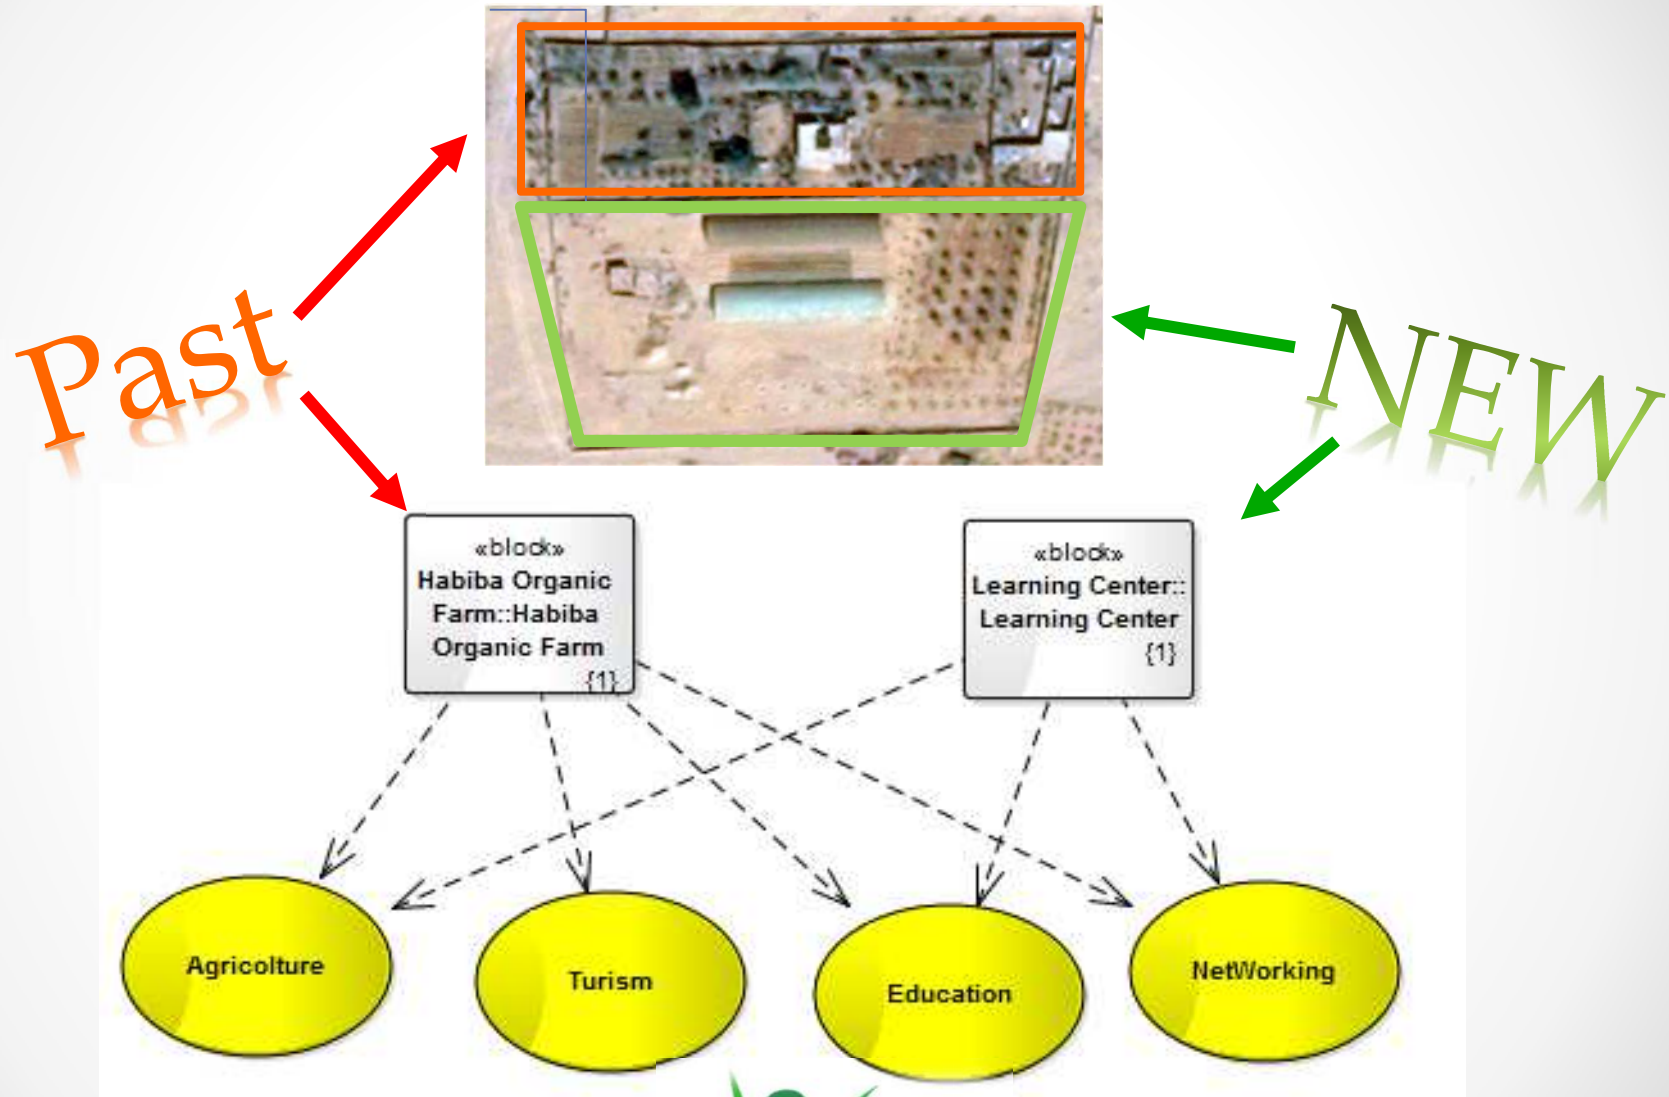 Past
NEW
«block»
Habiba Organic
Farm::Habiba
Organic Farm
{1}
«block»
Learning Center::
Learning Center
{1}
Agricolture
Turism
Education
NetWorking